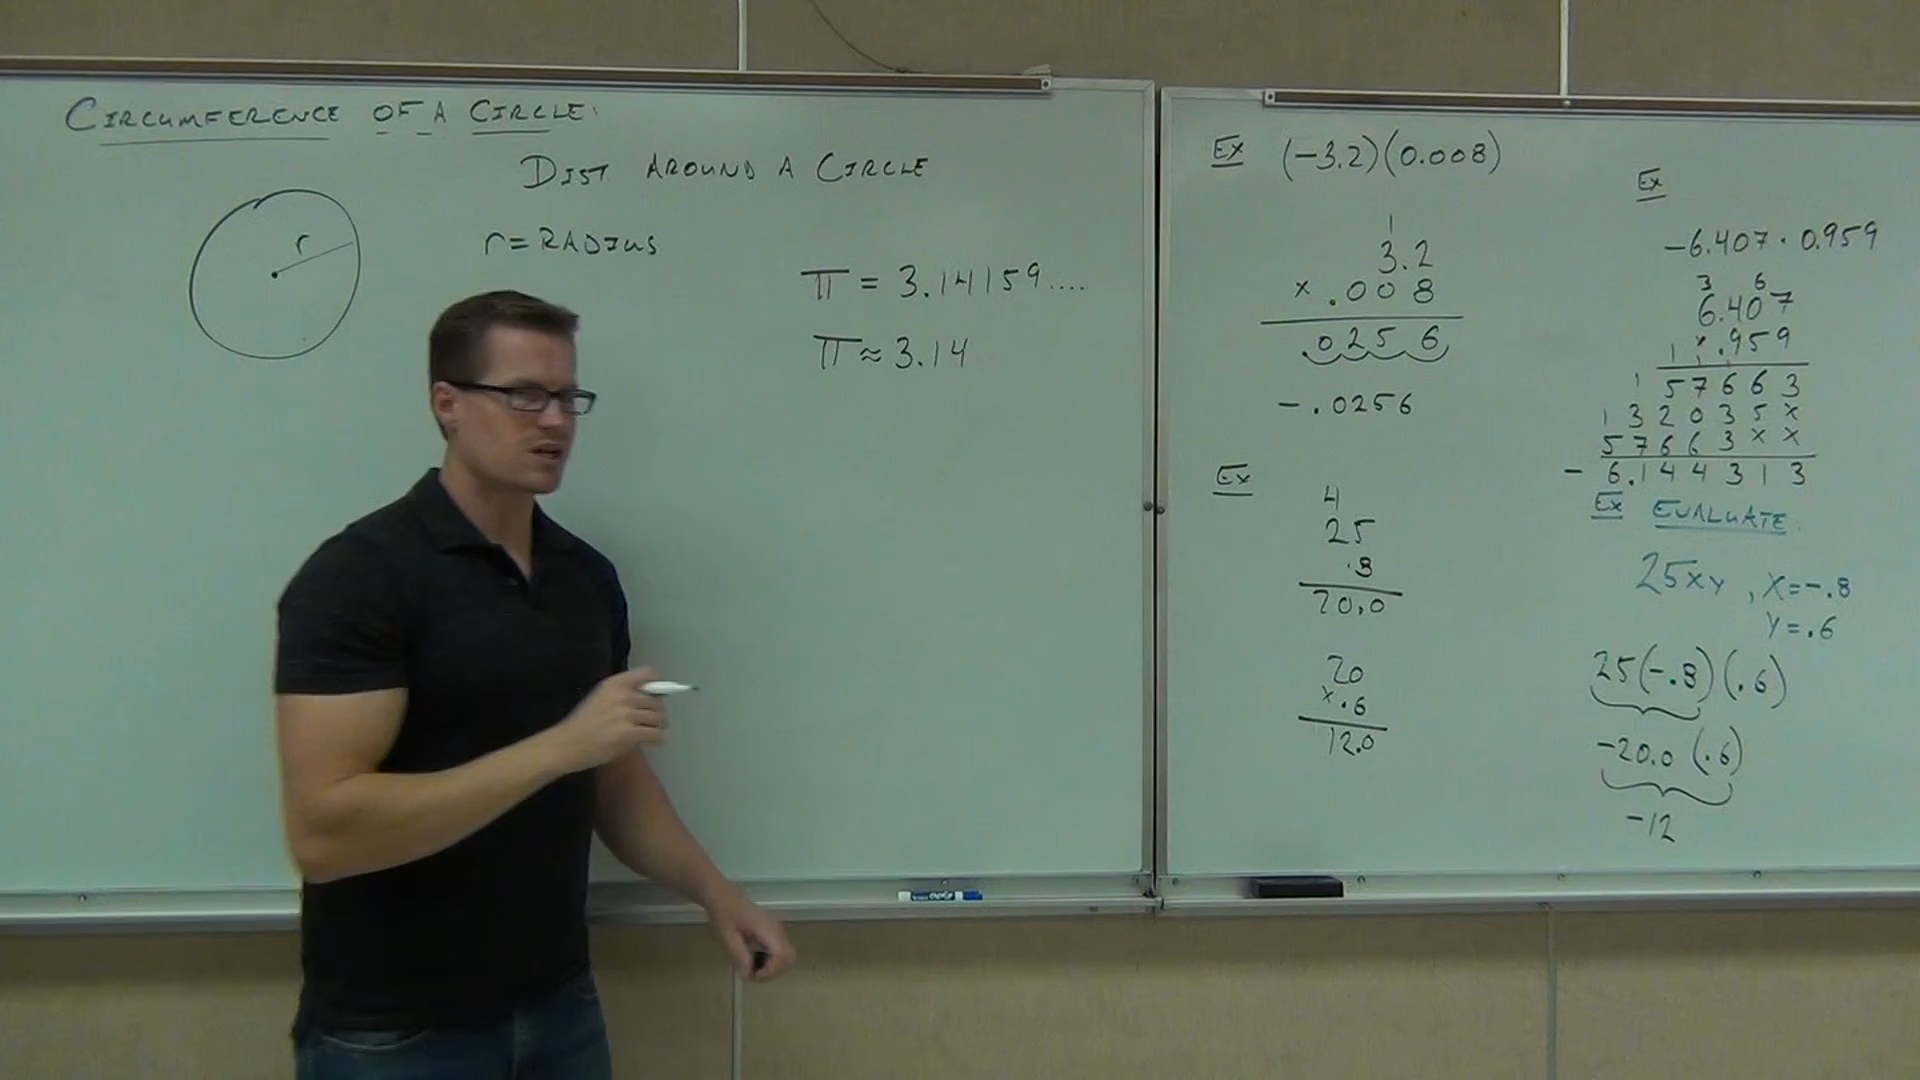 CIRCUMFERENCE OF A CIRCLE:
DIST AROUND A CIRCLE
r
r = RADIUS
π = 3.14159....
π ≈ 3.14
Ex (-3.2)(0.008)
1
3.2
x .008
.0256
-.0256
Ex
4
25
.8
20.0
20
x .6
12.0
Ex
-6.407 · 0.959
3 6
6.407
x .959
1 1 1
1 57663
132035x
57663xx
-6.144313
Ex EVALUATE.
25xy, x=-.8
y=.6
25(-.8)(.6)
-20.0(.6)
-12